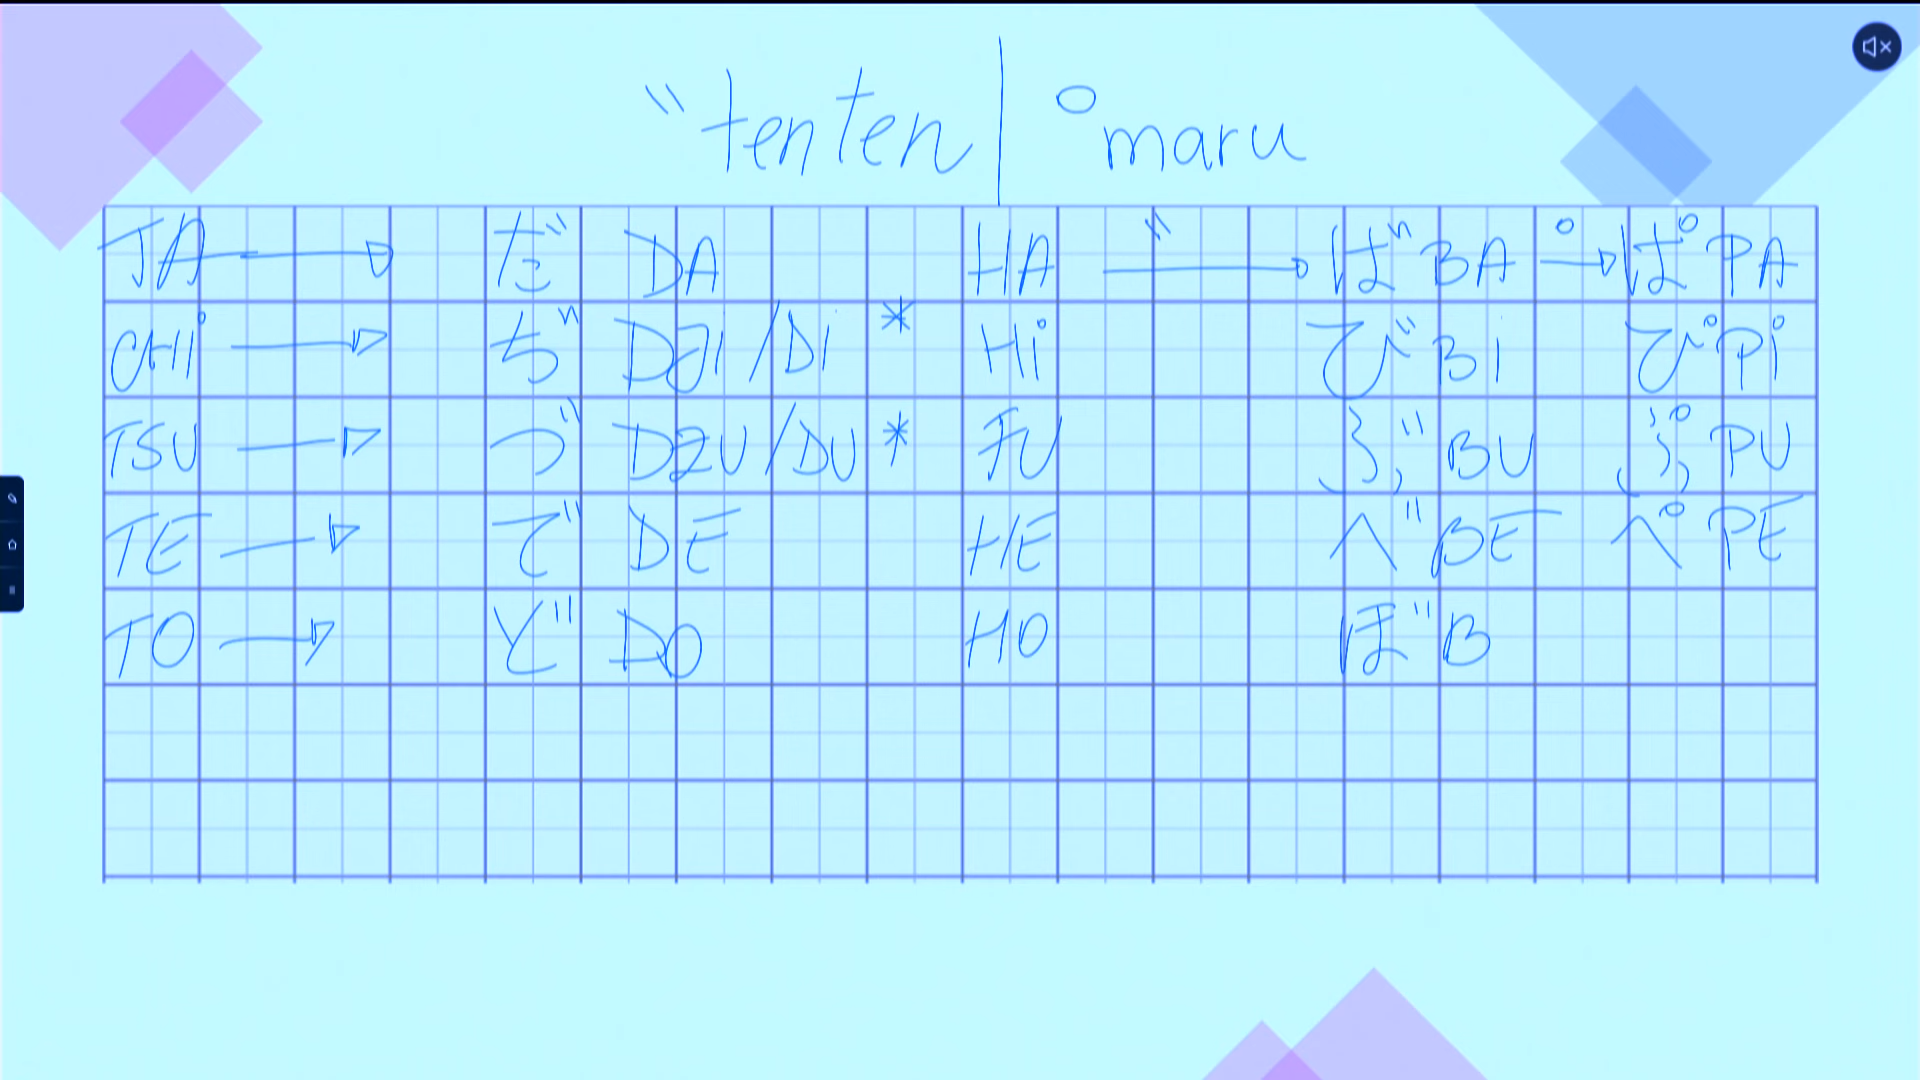 " tenten | ° maru
TA → だ DA HA " → ば BA ° → ぱ PA
CHI → ぢ DJI/DI * Hi び BI ぴ Pi
TSU → づ DZU/DU * FU ぶ BU ぷ PU
TE → で DE HE べ BE ぺ PE
TO → ど DO HO ぼ B